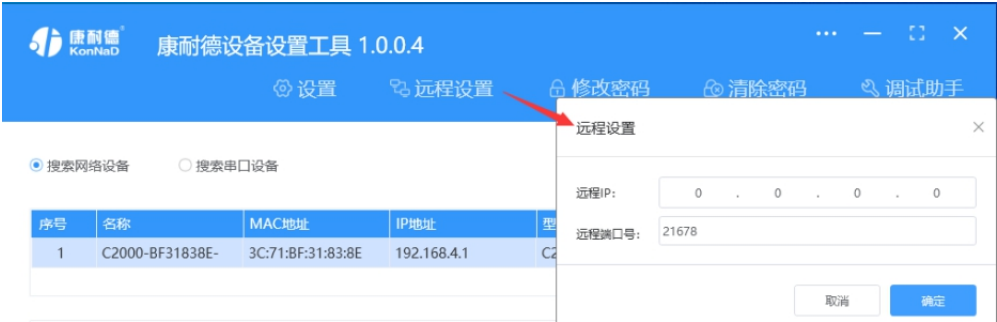 康耐德®
KonNaD
康耐德设备设置工具 1.0.0.4
设置 远程设置 修改密码 清除密码 调试助手
远程设置
搜索网络设备 搜索串口设备
远程IP: 0 . 0 . 0 . 0
远程端口号: 21678
序号 名称 MAC地址 IP地址 型
1 C2000-BF31838E- 3C:71:BF:31:83:8E 192.168.4.1 C2
取消 确定